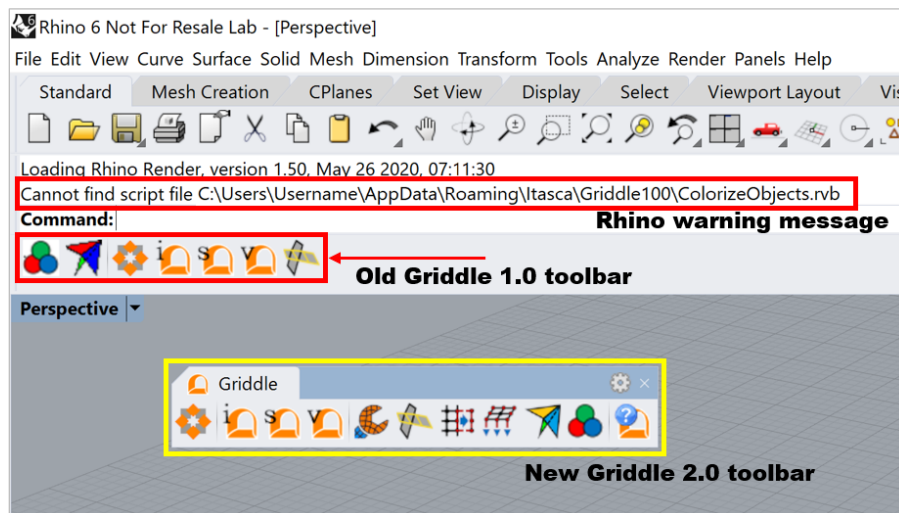 Rhino 6 Not For Resale Lab - [Perspective]
File Edit View Curve Surface Solid Mesh Dimension Transform Tools Analyze Render Panels Help
Standard Mesh Creation CPlanes Set View Display Select Viewport Layout Vis
Loading Rhino Render, version 1.50, May 26 2020, 07:11:30
Cannot find script file C:\Users\Username\AppData\Roaming\Itasca\Griddle100\ColorizeObjects.rvb
Command:
Rhino warning message
i s v
Old Griddle 1.0 toolbar
Perspective
Griddle
i s v ?
New Griddle 2.0 toolbar